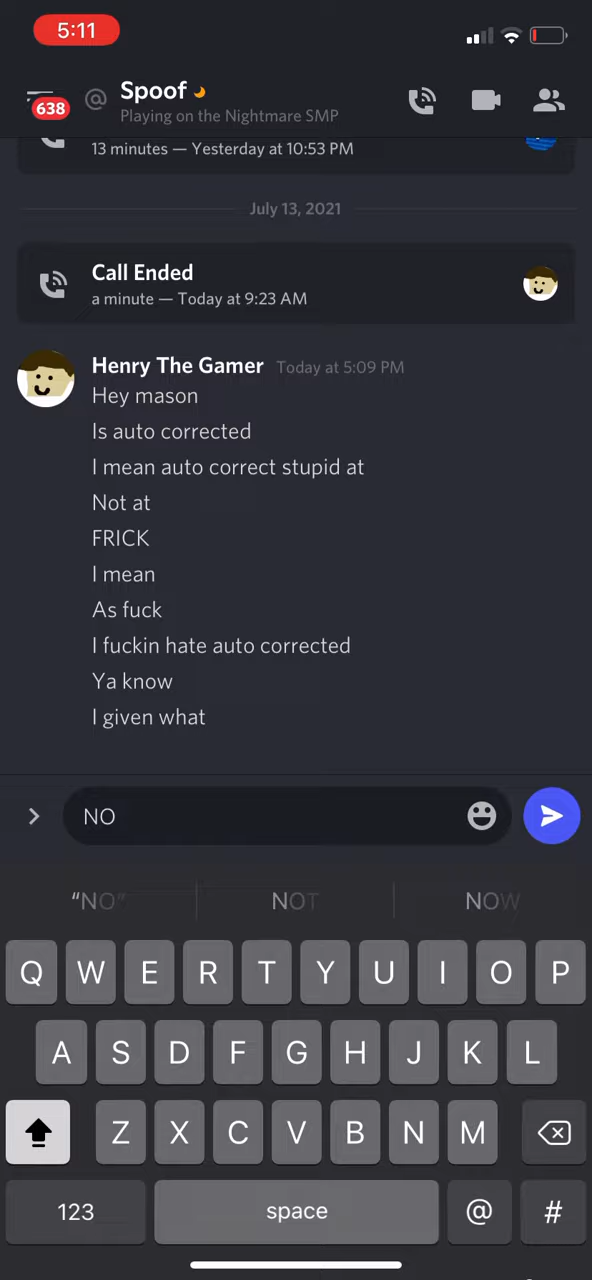 5:11
638
@ Spoof
Playing on the Nightmare SMP
13 minutes — Yesterday at 10:53 PM
July 13, 2021
Call Ended
a minute — Today at 9:23 AM
Henry The Gamer Today at 5:09 PM
Hey mason
Is auto corrected
I mean auto correct stupid at
Not at
FRICK
I mean
As fuck
I fuckin hate auto corrected
Ya know
I given what
NO
“NO” NOT NOW
Q W E R T Y U I O P
A S D F G H J K L
Z X C V B N M
123 space @ #